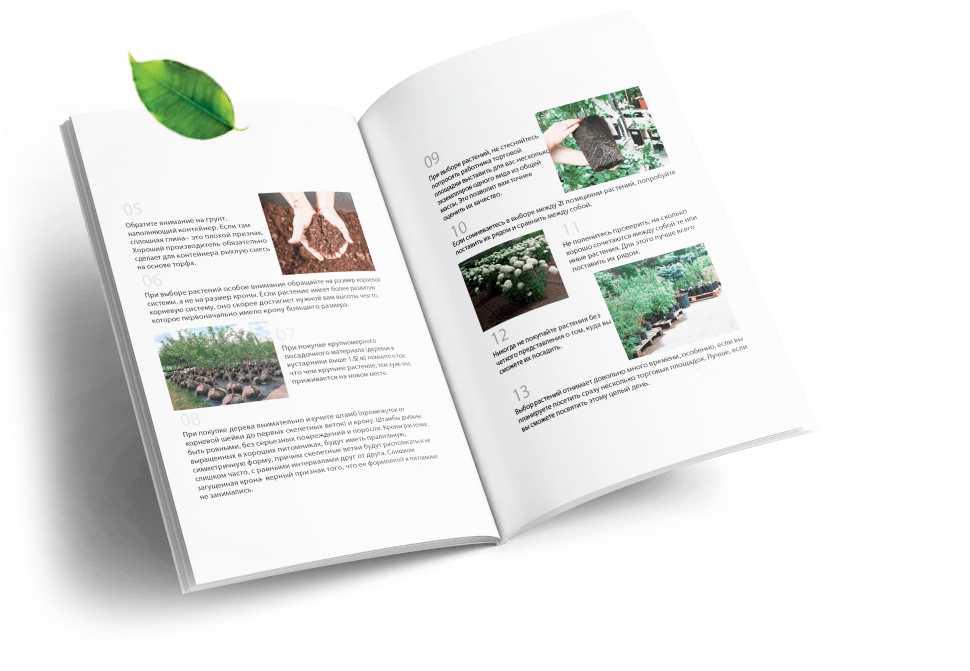 05
Обратите внимание на грунт,
наполняющий контейнер. Если там
сплошная глина– это плохой признак,
Хороший производитель обязательно
сделает для контейнера рыхлую смесь
на основе торфа.
06
При выборе растений особое внимание обращайте на размер корневой
системы, а не на размер кроны. Если растение имеет более развитую
корневую систему, оно скорее достигнет нужной вам высоты, чем то,
которое первоначально имело крону большего размера.
07
При покупке крупномерного
посадочного материала (деревья и
кустарники выше 1,5 м) помните о том,
что чем крупнее растение, тем хуже оно
приживается на новом месте.
08
При покупке дерева внимательно изучите штамб (промежуток от
корневой шейки до первых скелетных веток) и крону. Штамбы должны
быть ровными, без серьезных повреждений и поросли. Кроны растений,
выращенных в хороших питомниках, будут иметь правильную,
симметричную форму, причем скелетные ветви будут располагаться не
слишком часто, с равными интервалами друг от друга. Слишком
загущенная крона- верный признак того, что ее формовкой в питомнике
не занимались.
09
При выборе растений, не стесняйтесь
попросить работника торговой
площадки выставить для вас несколько
экземпляров одного вида из общей
массы. Это позволит вам точнее
оценить их качество.
10
Если сомневаетесь в выборе между 2) позициями растений, попробуйте
поставить их рядом и сравнить между собой.
11
Не поленитесь проверить, на сколько
хорошо сочитаются между собой те или
иные растения. Для этого лучше всего
поставить их рядом.
12
Никогда не покупайте растения без
четкого представления о том, куда вы
сможете их посадить.
13
Выбор растений отнимает довольно много времени, особенно, если вы
планируете посетить сразу несколько торговых площадок. Лучше, если
вы сможете посвятить этому целый день.